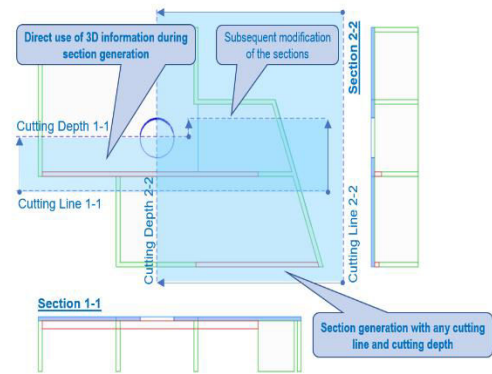 Direct use of 3D information during
section generation
Subsequent modification
of the sections
Section 2-2
Cutting Depth 1-1
Cutting Line 1-1
Cutting Depth 2-2
Cutting Line 2-2
Section 1-1
Section generation with any cutting
line and cutting depth